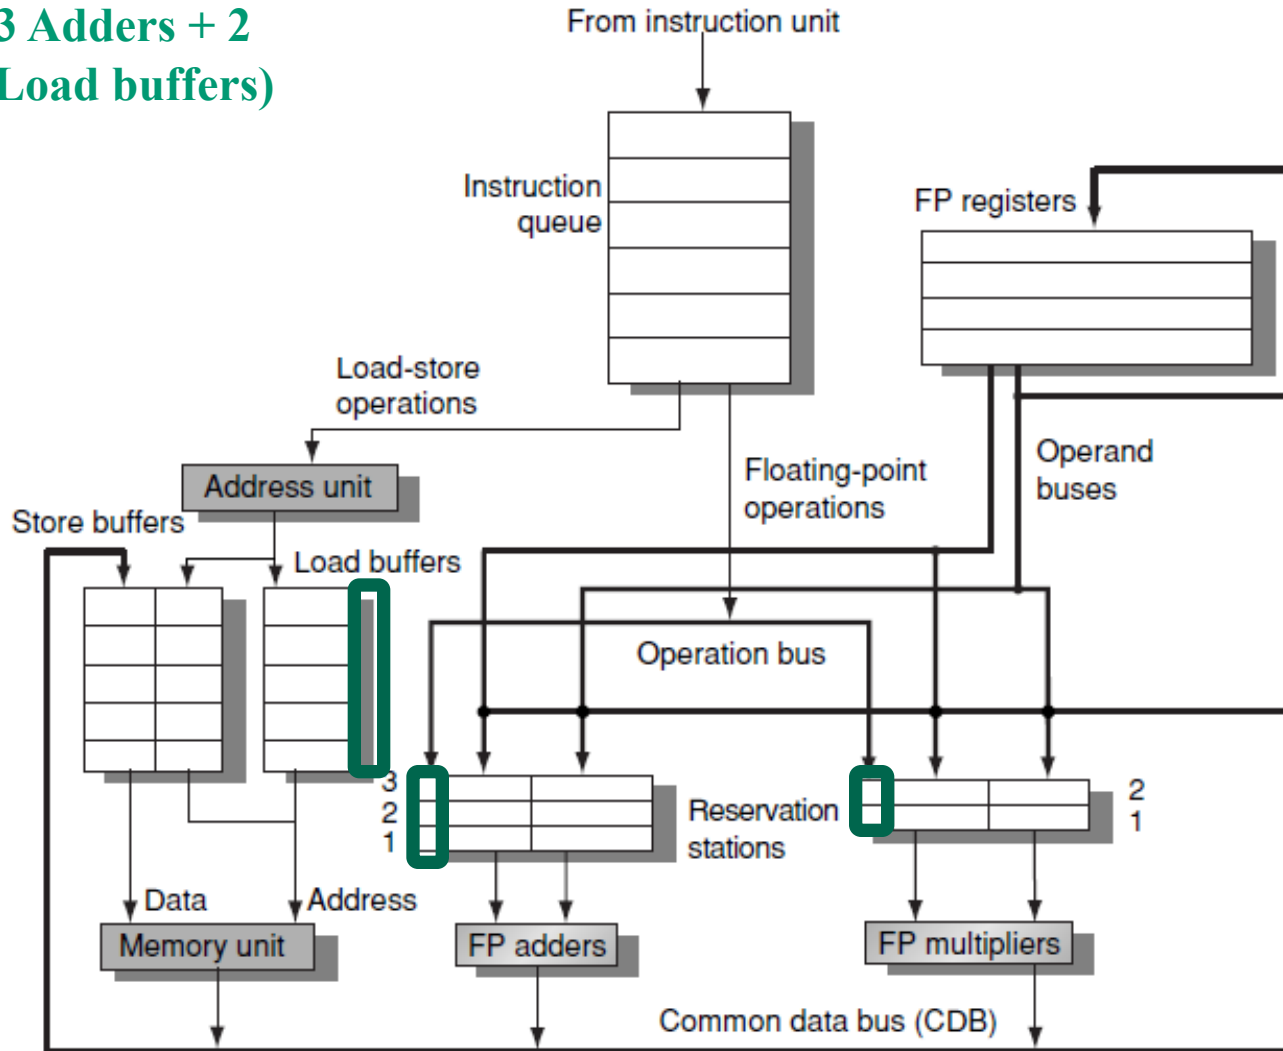 3 Adders + 2
Load buffers)
From instruction unit
Instruction
queue
FP registers
Load-store
operations
Address unit
Floating-point
operations
Operand
buses
Store buffers
Load buffers
Operation bus
3
2
1
Reservation
stations
2
1
Data
Address
Memory unit
FP adders
FP multipliers
Common data bus (CDB)